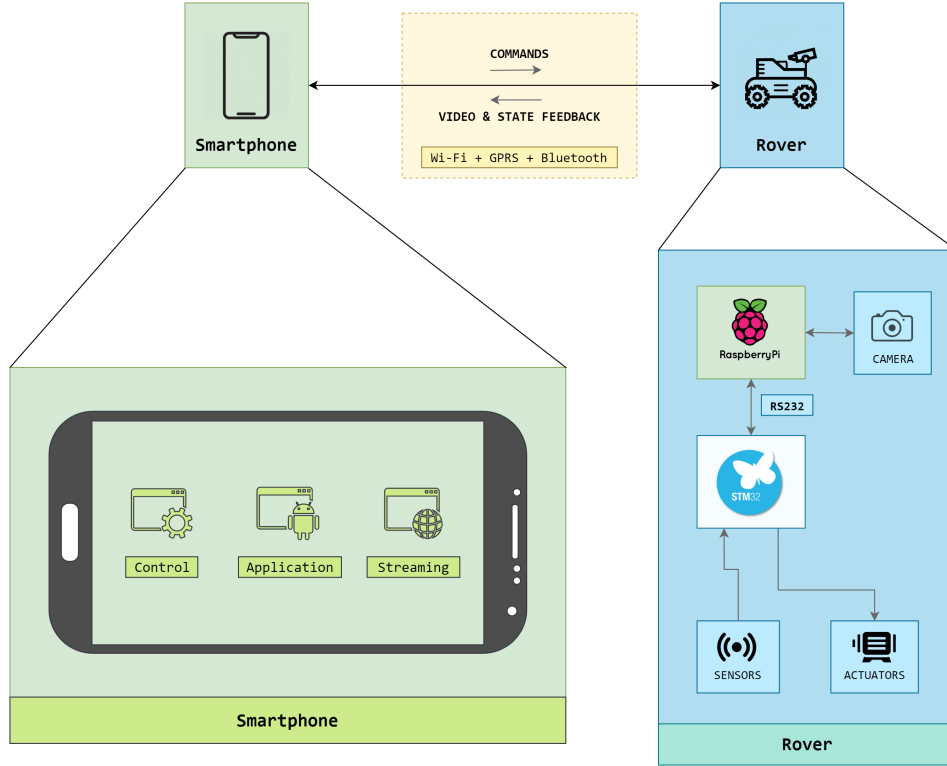 COMMANDS
VIDEO & STATE FEEDBACK
Wi-Fi + GPRS + Bluetooth
Smartphone
Rover
RaspberryPi
CAMERA
RS232
STM32
SENSORS
ACTUATORS
Control
Application
Streaming
Smartphone
Rover